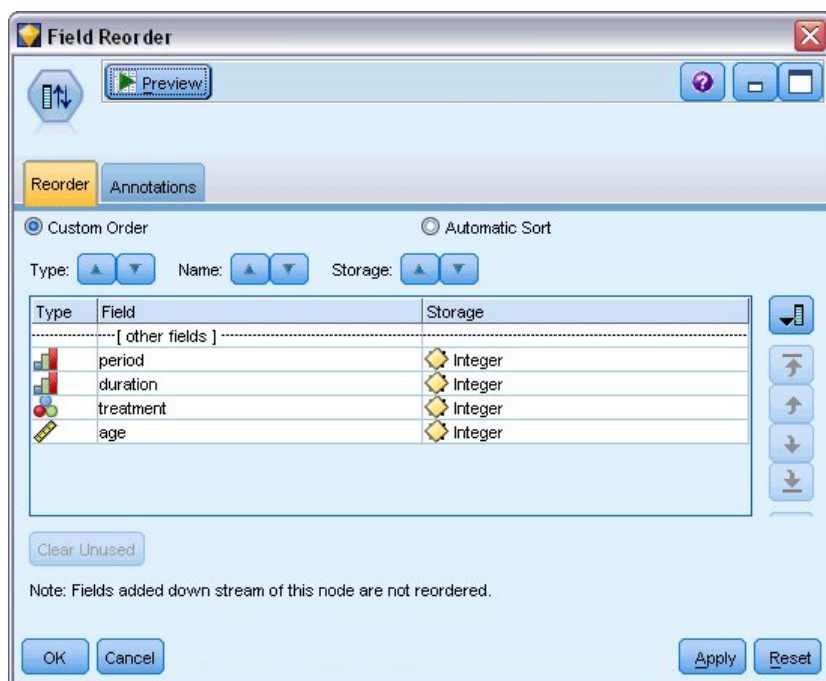 Field Reorder
Preview
Reorder Annotations
Custom Order Automatic Sort
Type: Name: Storage:
Type Field Storage
[ other fields ]
period Integer
duration Integer
treatment Integer
age Integer
Clear Unused
Note: Fields added down stream of this node are not reordered.
OK Cancel Apply Reset